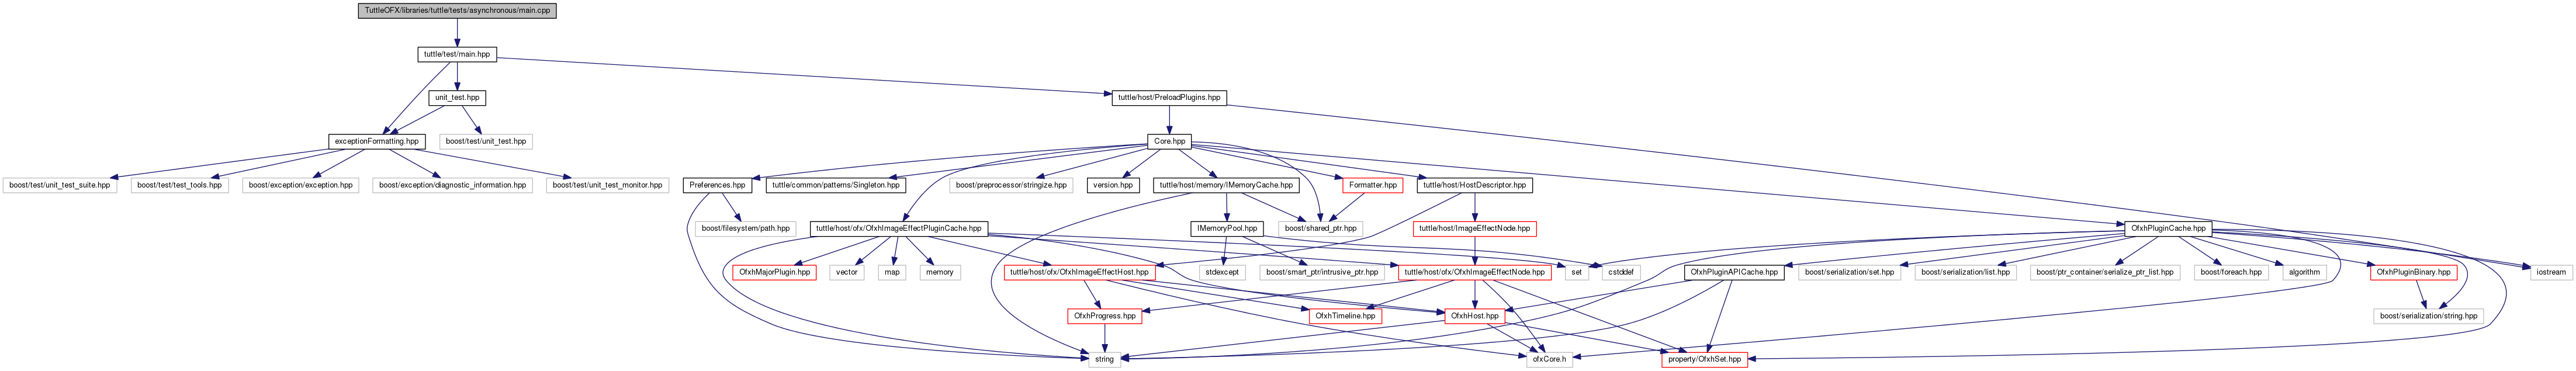 TuttleOFX/libraries/tuttle/tests/asynchronous/main.cpp
tuttle/test/main.hpp
unit_test.hpp
tuttle/host/PreloadPlugins.hpp
exceptionFormatting.hpp
boost/test/unit_test.hpp
Core.hpp
boost/test/unit_test_suite.hpp
boost/test/test_tools.hpp
boost/exception/exception.hpp
boost/exception/diagnostic_information.hpp
boost/test/unit_test_monitor.hpp
Preferences.hpp
tuttle/common/patterns/Singleton.hpp
boost/preprocessor/stringize.hpp
version.hpp
tuttle/host/memory/IMemoryCache.hpp
Formatter.hpp
tuttle/host/HostDescriptor.hpp
boost/filesystem/path.hpp
tuttle/host/ofx/OfxhImageEffectPluginCache.hpp
IMemoryPool.hpp
boost/shared_ptr.hpp
tuttle/host/ImageEffectNode.hpp
OfxhPluginCache.hpp
OfxhMajorPlugin.hpp
vector
map
memory
tuttle/host/ofx/OfxhImageEffectHost.hpp
stdexcept
boost/smart_ptr/intrusive_ptr.hpp
tuttle/host/ofx/OfxhImageEffectNode.hpp
set
cstddef
OfxhPluginAPICache.hpp
boost/serialization/set.hpp
boost/serialization/list.hpp
boost/ptr_container/serialize_ptr_list.hpp
boost/foreach.hpp
algorithm
OfxhPluginBinary.hpp
iostream
OfxhProgress.hpp
OfxhTimeline.hpp
OfxhHost.hpp
boost/serialization/string.hpp
string
ofxCore.h
property/OfxhSet.hpp